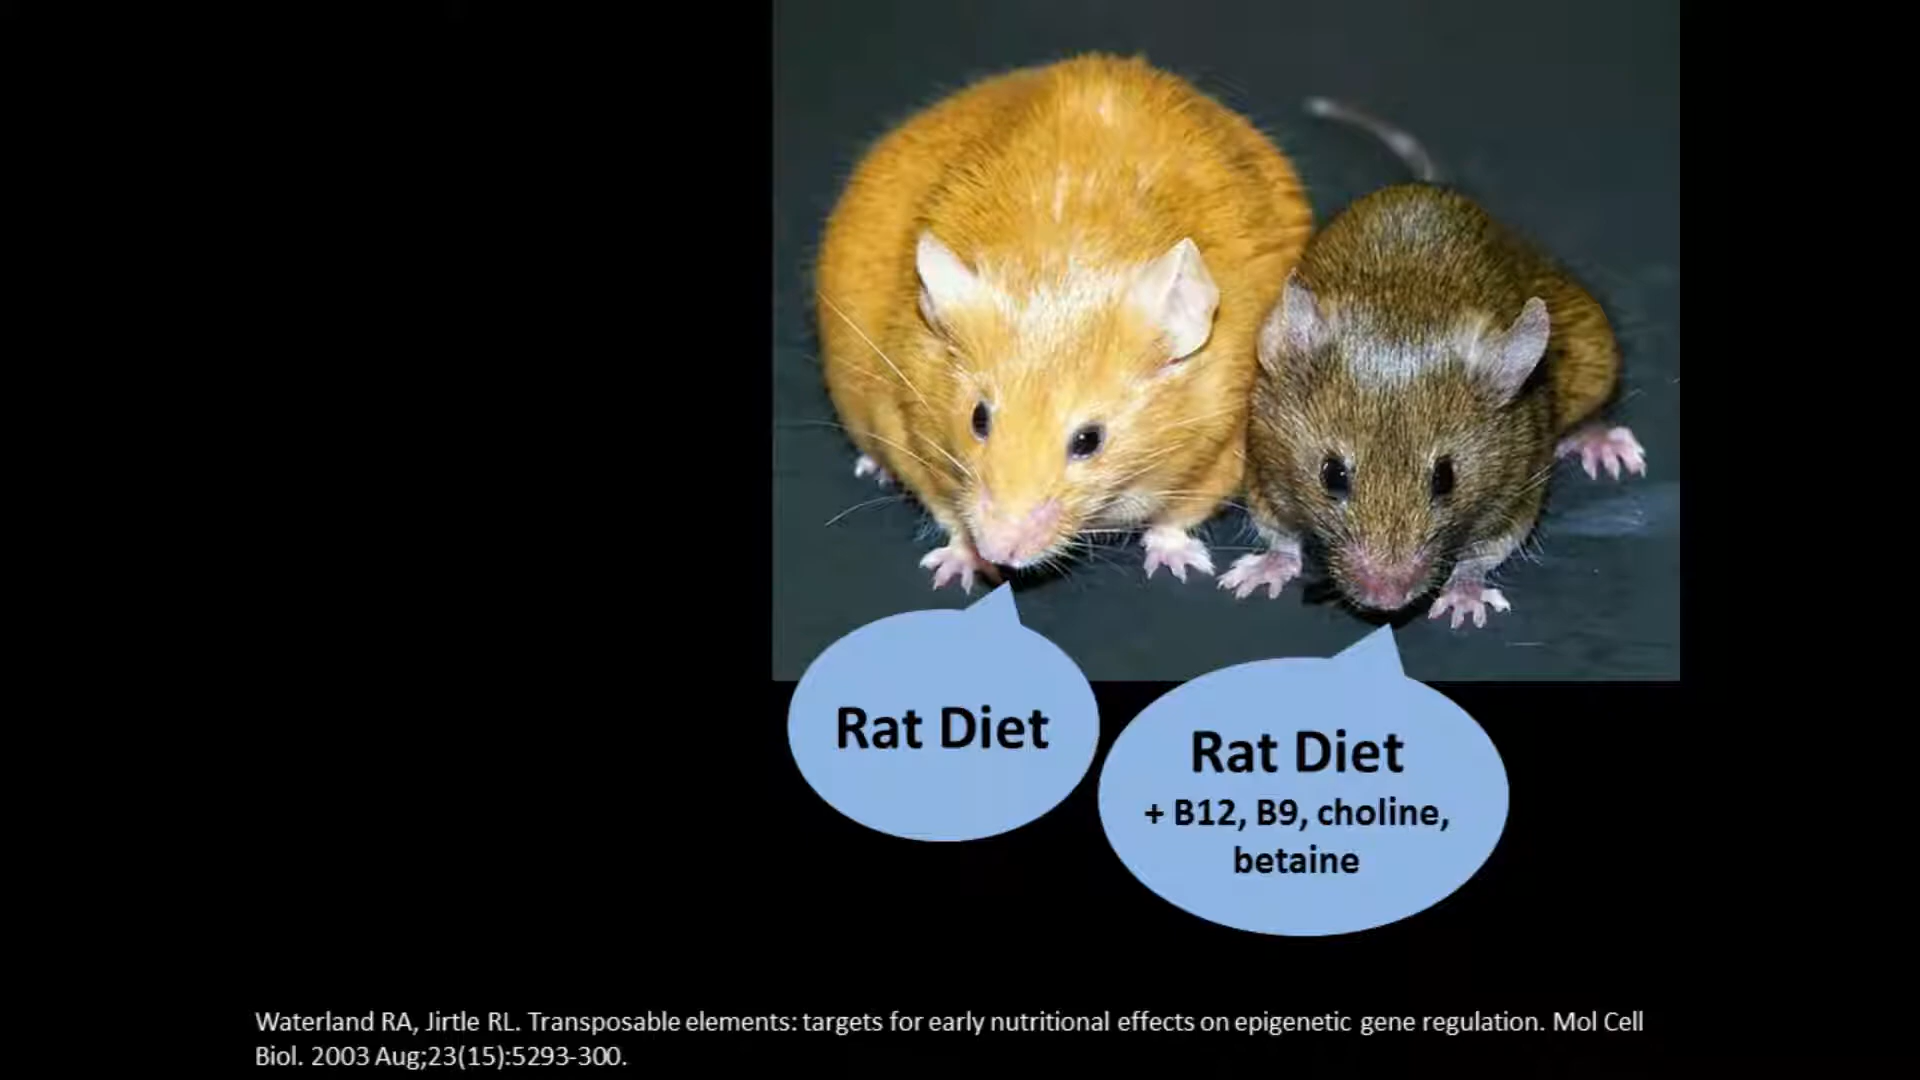 Rat Diet
Rat Diet
+ B12, B9, choline,
betaine
Waterland RA, Jirtle RL. Transposable elements: targets for early nutritional effects on epigenetic gene regulation. Mol Cell
Biol. 2003 Aug;23(15):5293-300.